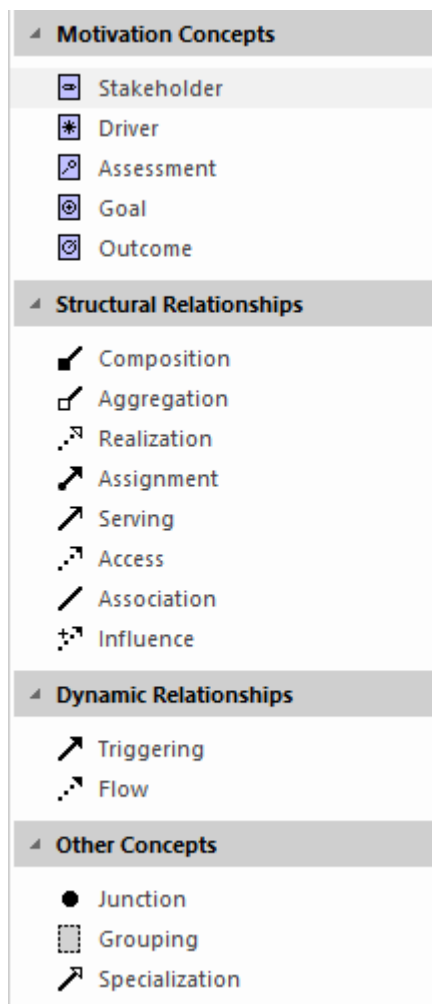 Motivation Concepts
Stakeholder
Driver
Assessment
Goal
Outcome
Structural Relationships
Composition
Aggregation
Realization
Assignment
Serving
Access
Association
Influence
Dynamic Relationships
Triggering
Flow
Other Concepts
Junction
Grouping
Specialization